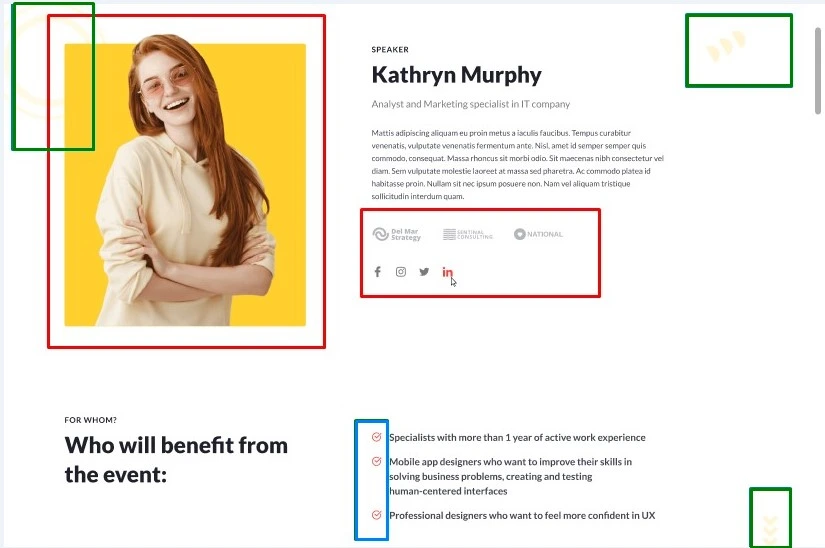 SPEAKER
Kathryn Murphy
Analyst and Marketing specialist in IT company
Mattis adipiscing aliquam eu proin metus a iaculis faucibus. Tempus curabitur
venenatis, vulputate venenatis fermentum ante. Nisl, amet id semper semper quis
commodo, consequat. Massa rhoncus sit morbi odio. Sit maecenas nibh consectetur vel
diam. Sem vulputate molestie laoreet at massa sed pharetra. Ac commodo platea id
habitasse proin. Nullam sit nec ipsum posuere non. Nam vel aliquam tristique
sollicitudin interdum quam.
Del Mar
Strategy
SENTINAL
CONSULTING
NATIONAL
FOR WHOM?
Who will benefit from
the event:
Specialists with more than 1 year of active work experience
Mobile app designers who want to improve their skills in
solving business problems, creating and testing
human-centered interfaces
Professional designers who want to feel more confident in UX